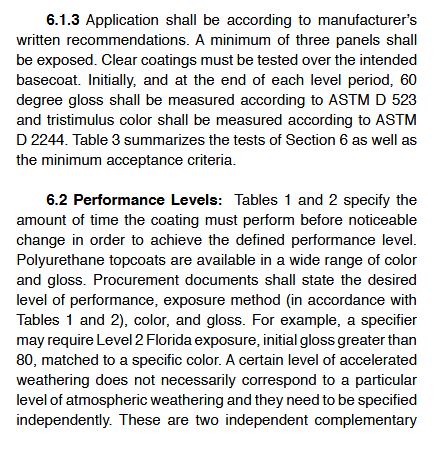 6.1.3 Application shall be according to manufacturer's
written recommendations. A minimum of three panels shall
be exposed. Clear coatings must be tested over the intended
basecoat. Initially, and at the end of each level period, 60
degree gloss shall be measured according to ASTM D 523
and tristimulus color shall be measured according to ASTM
D 2244. Table 3 summarizes the tests of Section 6 as well as
the minimum acceptance criteria.
6.2 Performance Levels: Tables 1 and 2 specify the
amount of time the coating must perform before noticeable
change in order to achieve the defined performance level.
Polyurethane topcoats are available in a wide range of color
and gloss. Procurement documents shall state the desired
level of performance, exposure method (in accordance with
Tables 1 and 2), color, and gloss. For example, a specifier
may require Level 2 Florida exposure, initial gloss greater than
80, matched to a specific color. A certain level of accelerated
weathering does not necessarily correspond to a particular
level of atmospheric weathering and they need to be specified
independently. These are two independent complementary